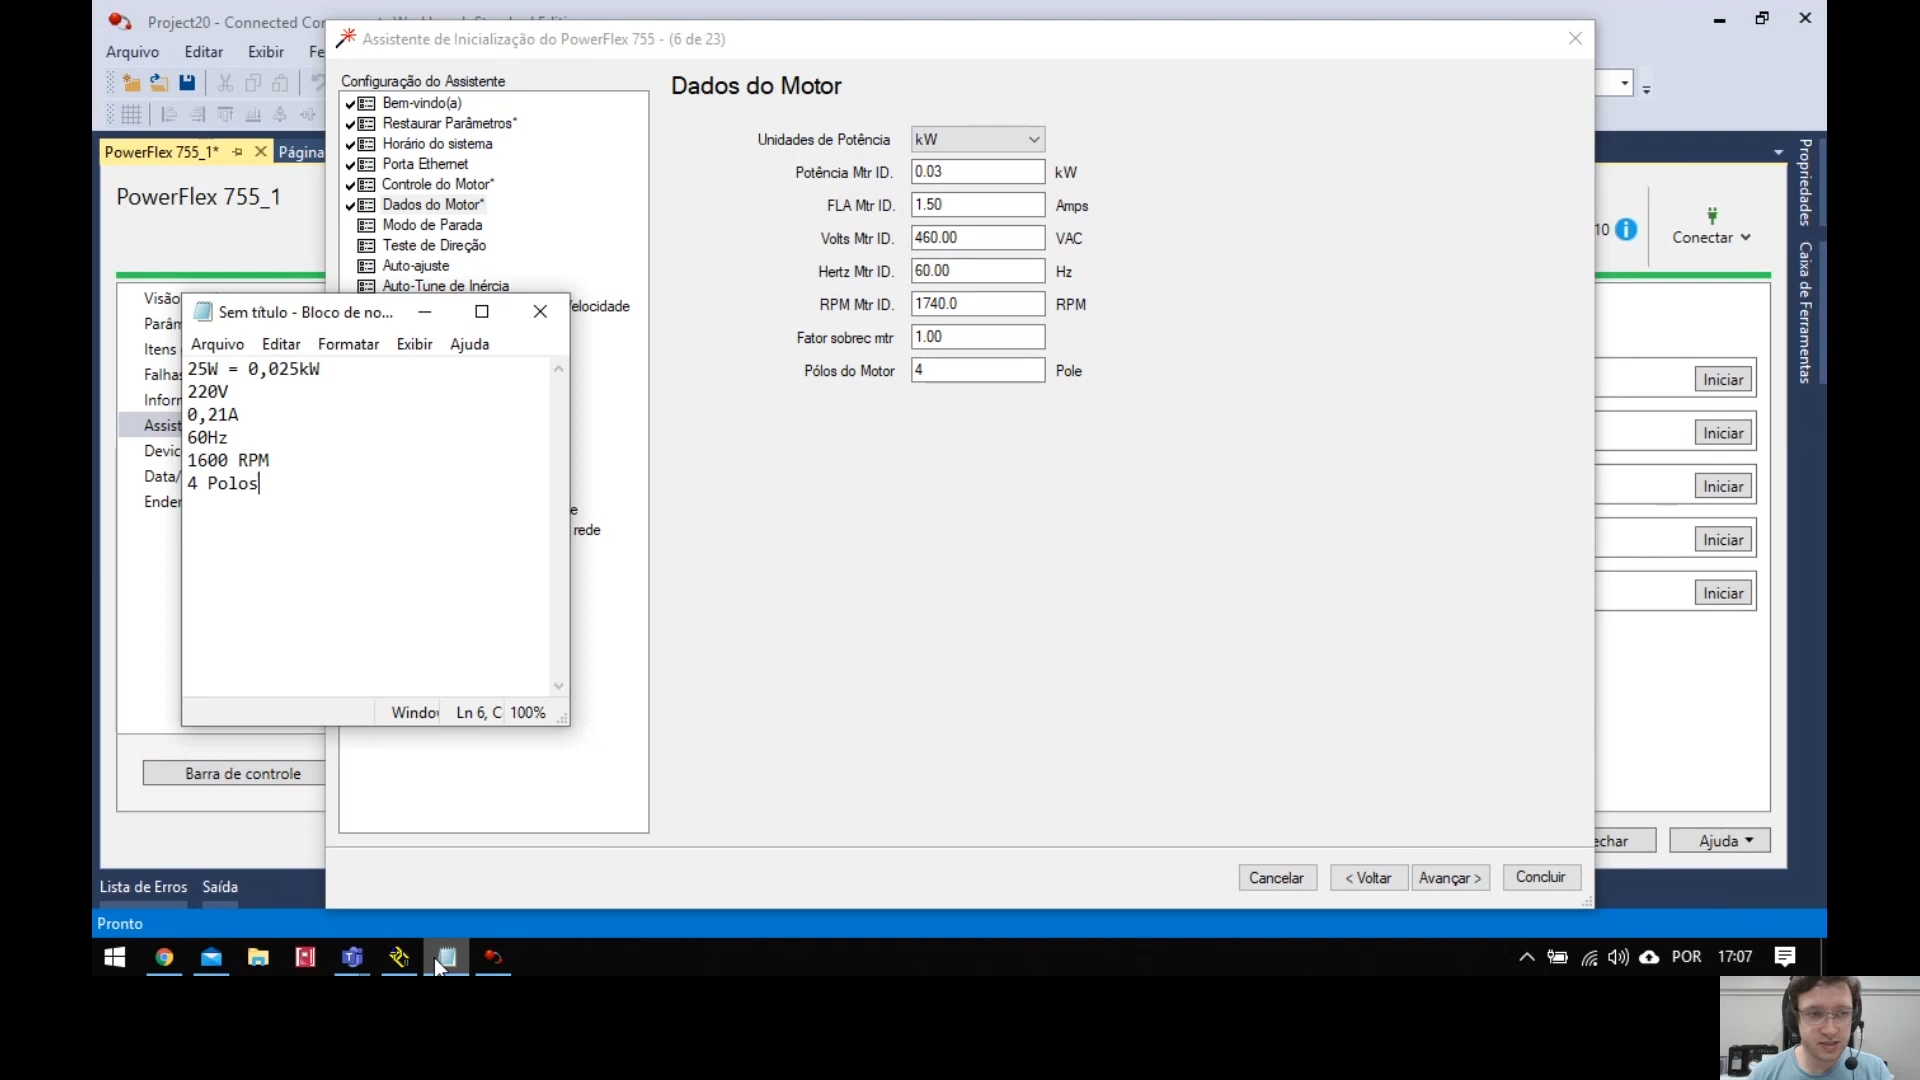 Project20 - Connected Co
Arquivo Editar Exibir Fe
PowerFlex 755_1* Página
PowerFlex 755_1
Visão
Parâm
Itens
Falhas
Inform
Assist
Devic
Data/
Ender
Barra de controle
Lista de Erros Saída
Pronto
Assistente de Inicialização do PowerFlex 755 - (6 de 23)
Configuração do Assistente
Bem-vindo(a)
Restaurar Parâmetros*
Horário do sistema
Porta Ethernet
Controle do Motor*
Dados do Motor*
Modo de Parada
Teste de Direção
Auto-ajuste
Auto-Tune de Inércia
elocidade
e
rede
Dados do Motor
Unidades de Potência kW
Potência Mtr ID. 0.03 kW
FLA Mtr ID. 1.50 Amps
Volts Mtr ID. 460.00 VAC
Hertz Mtr ID. 60.00 Hz
RPM Mtr ID. 1740.0 RPM
Fator sobrec mtr 1.00
Pólos do Motor 4 Pole
Cancelar < Voltar Avançar > Concluir
Sem título - Bloco de no...
Arquivo Editar Formatar Exibir Ajuda
25W = 0,025kW
220V
0,21A
60Hz
1600 RPM
4 Polos
Windo Ln 6, C 100%
10 Conectar
Iniciar
Iniciar
Iniciar
Iniciar
Iniciar
echar Ajuda
Propriedades
Caixa de Ferramentas
POR 17:07